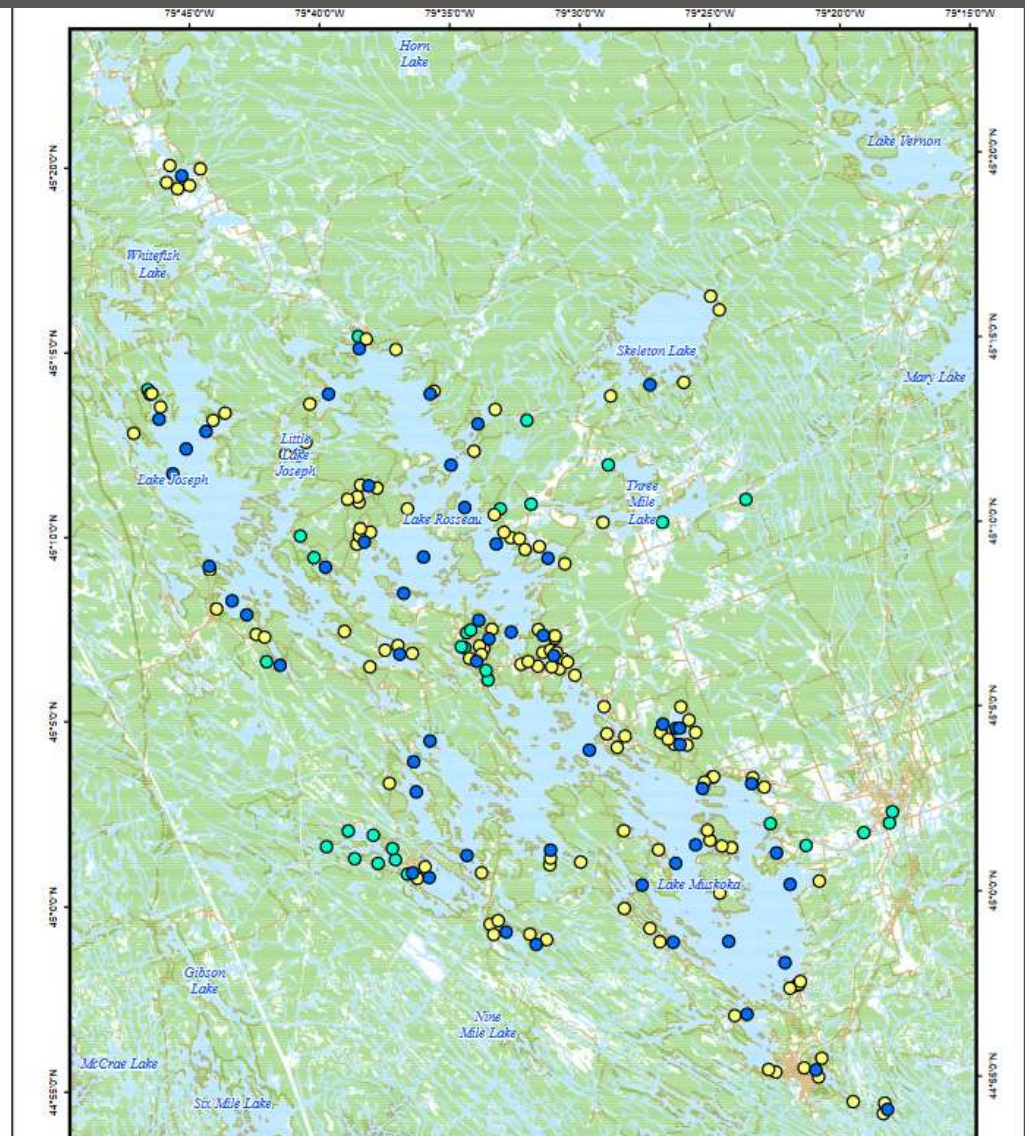 79°45'0"W 79°40'0"W 79°35'0"W 79°30'0"W 79°25'0"W 79°20'0"W 79°15'0"W
Horn
Lake
Lake Vernon
45°20'0"N
45°20'0"N
Whitefish
Lake
45°15'0"N
45°15'0"N
Skeleton Lake
Mary Lake
Little
Lake
Joseph
Lake Joseph
Three
Mile
Lake
Lake Rosseau
45°10'0"N
45°10'0"N
45°5'0"N
45°5'0"N
45°0'0"N
45°0'0"N
Lake Muskoka
Gibson
Lake
Nine
Mile Lake
McCrae Lake
Six Mile Lake
44°55'0"N
44°55'0"N